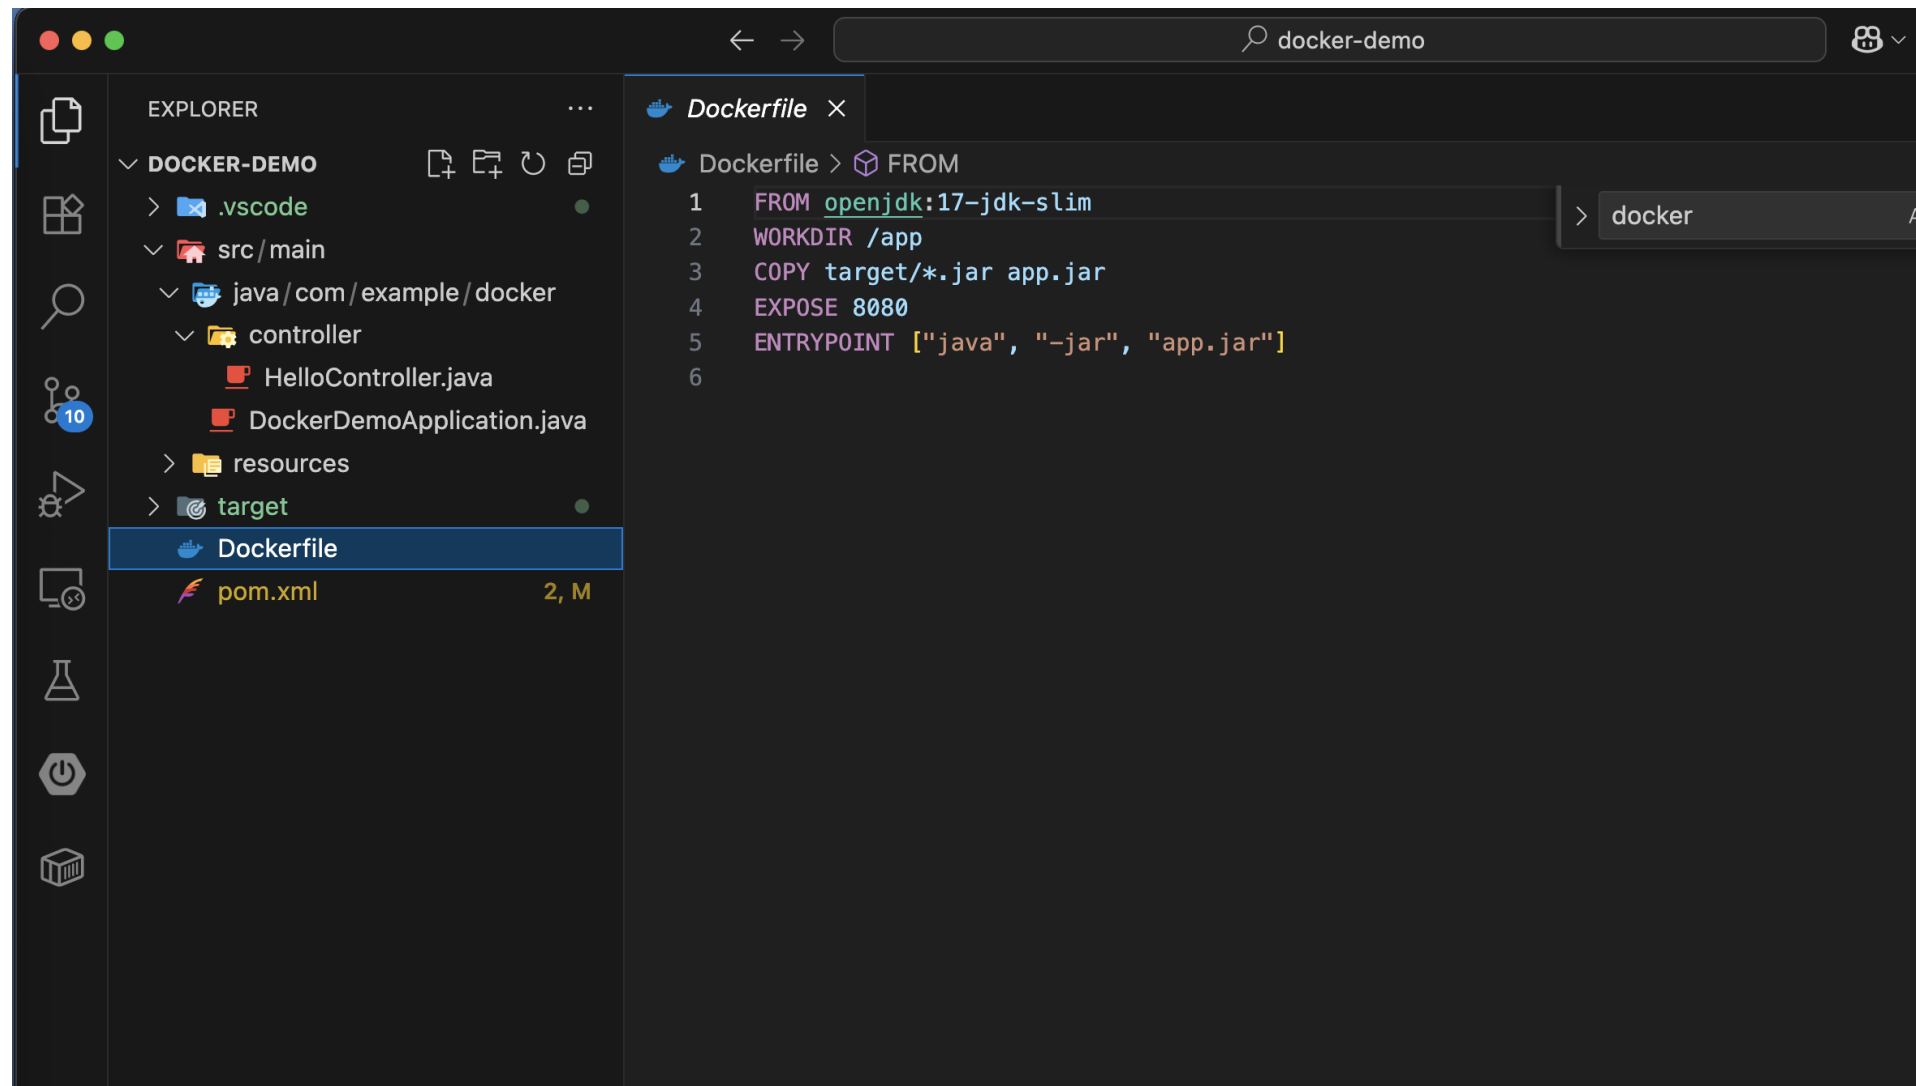 docker-demo
EXPLORER
DOCKER-DEMO
.vscode
src/main
java/com/example/docker
controller
HelloController.java
DockerDemoApplication.java
resources
target
Dockerfile
pom.xml 2, M
10
Dockerfile
Dockerfile > FROM
1 FROM openjdk:17-jdk-slim
2 WORKDIR /app
3 COPY target/*.jar app.jar
4 EXPOSE 8080
5 ENTRYPOINT ["java", "-jar", "app.jar"]
6
docker